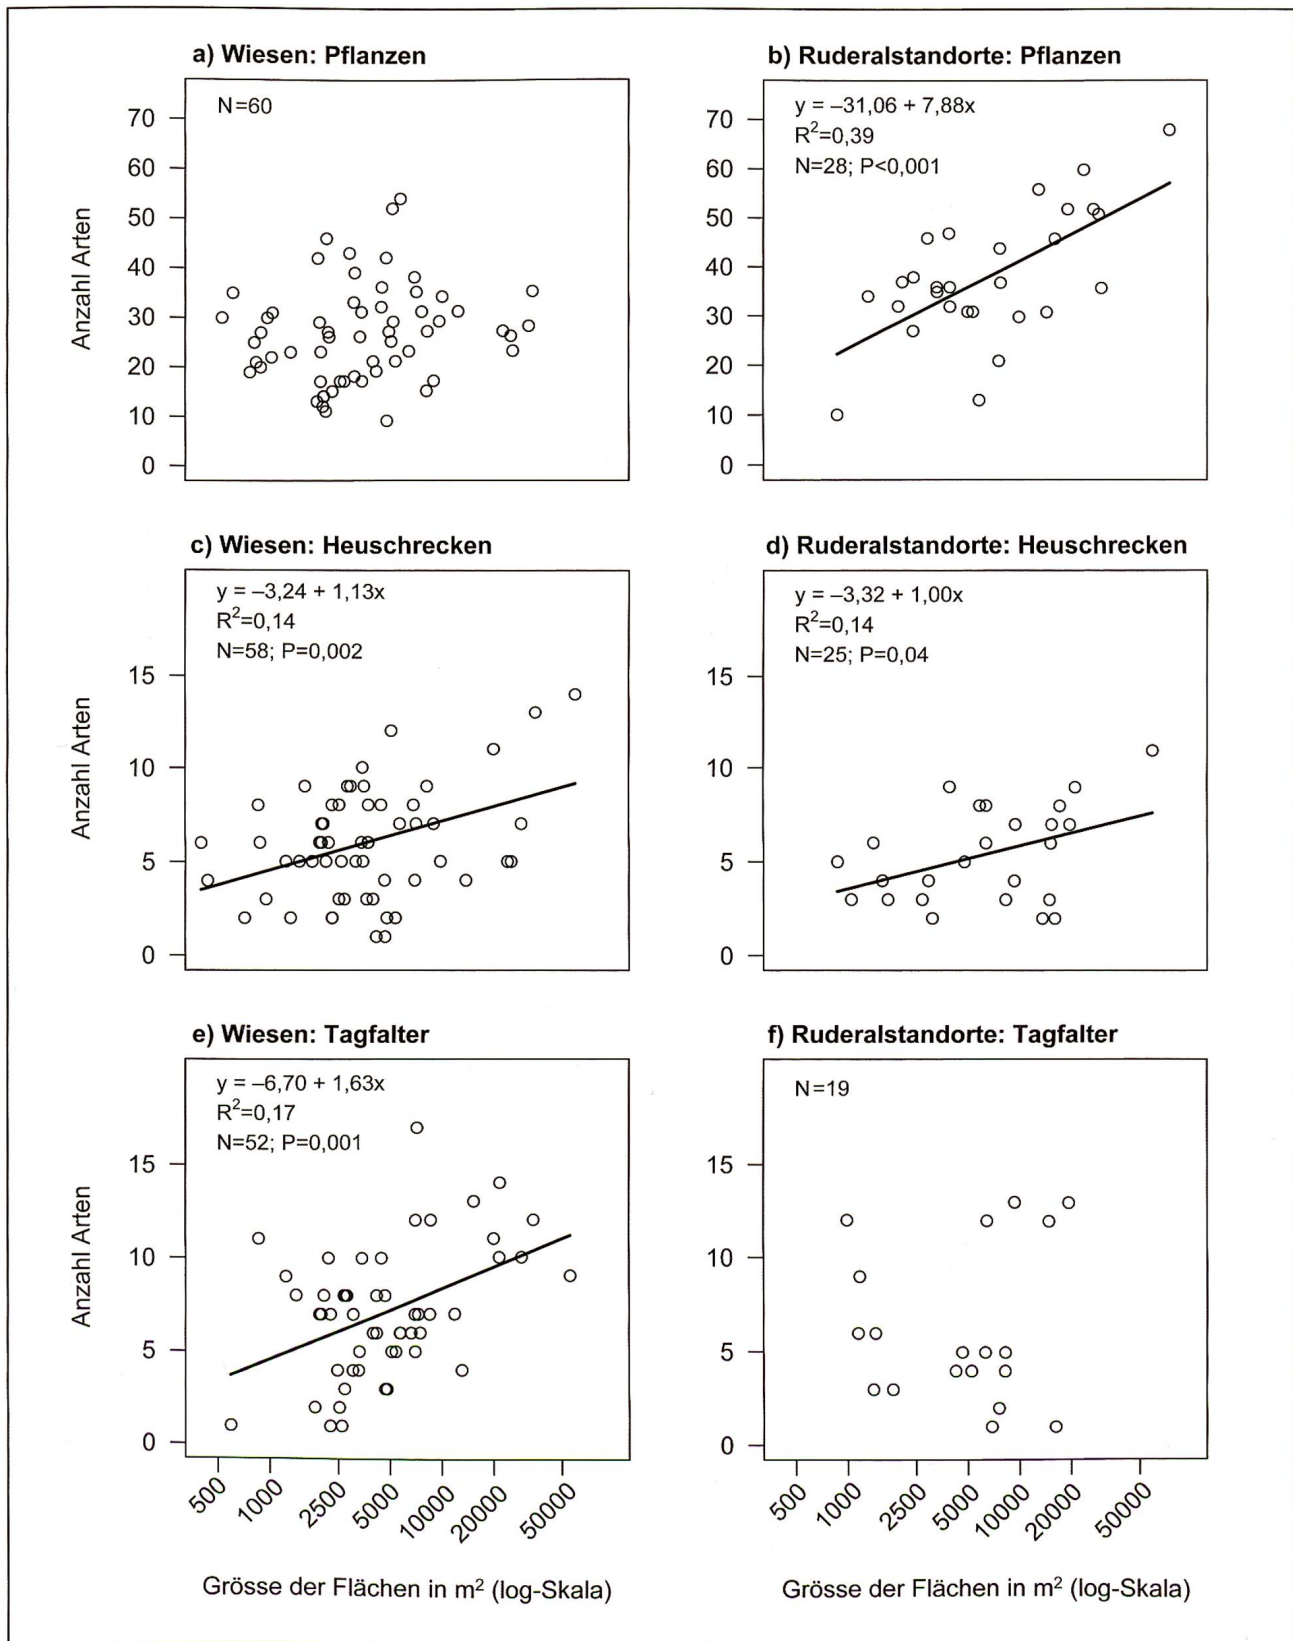 a) Wiesen: Pflanzen
N=60
70
60
50
40
30
20
10
0
Anzahl Arten
b) Ruderalstandorte: Pflanzen
y = –31,06 + 7,88x
R²=0,39
N=28; P<0,001
70
60
50
40
30
20
10
0
c) Wiesen: Heuschrecken
y = –3,24 + 1,13x
R²=0,14
N=58; P=0,002
15
10
5
0
Anzahl Arten
d) Ruderalstandorte: Heuschrecken
y = –3,32 + 1,00x
R²=0,14
N=25; P=0,04
15
10
5
0
e) Wiesen: Tagfalter
y = –6,70 + 1,63x
R²=0,17
N=52; P=0,001
15
10
5
0
Anzahl Arten
500 1000 2500 5000 10000 20000 50000
Grösse der Flächen in m² (log-Skala)
f) Ruderalstandorte: Tagfalter
N=19
15
10
5
0
500 1000 2500 5000 10000 20000 50000
Grösse der Flächen in m² (log-Skala)